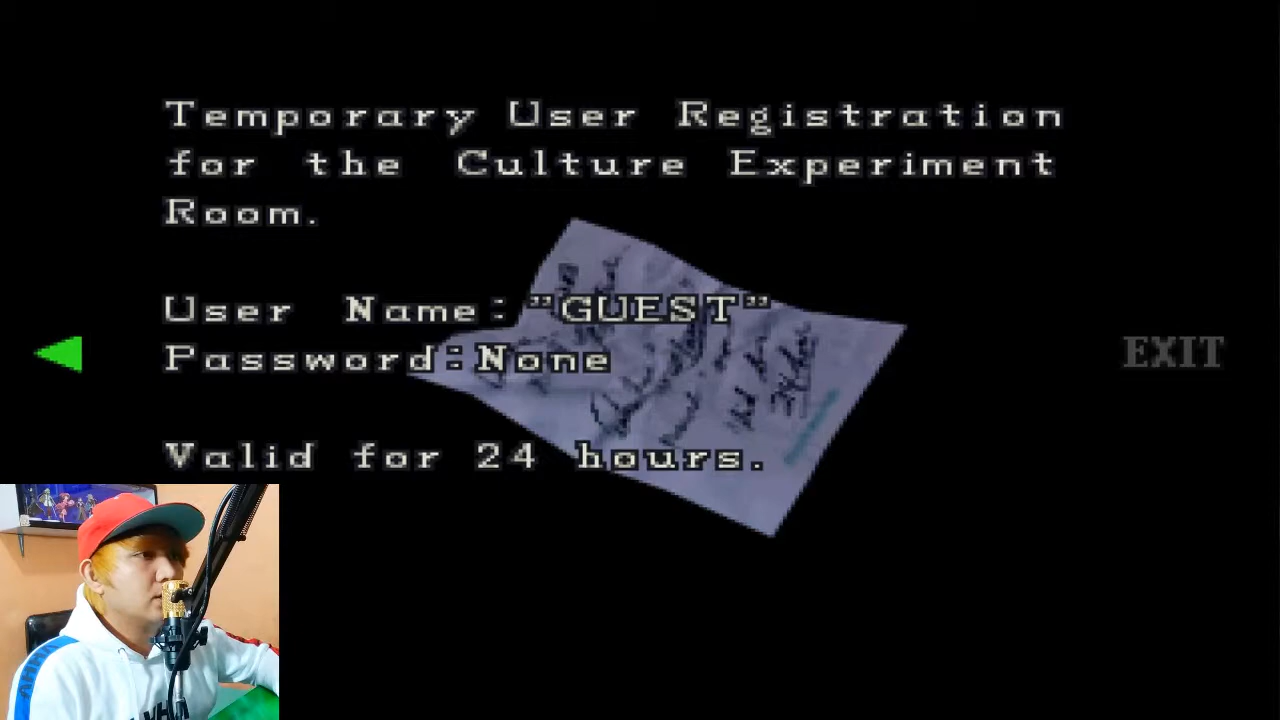 Temporary User Registration
for the Culture Experiment
Room.
User Name:"GUEST"
Password:None
EXIT
Valid for 24 hours.